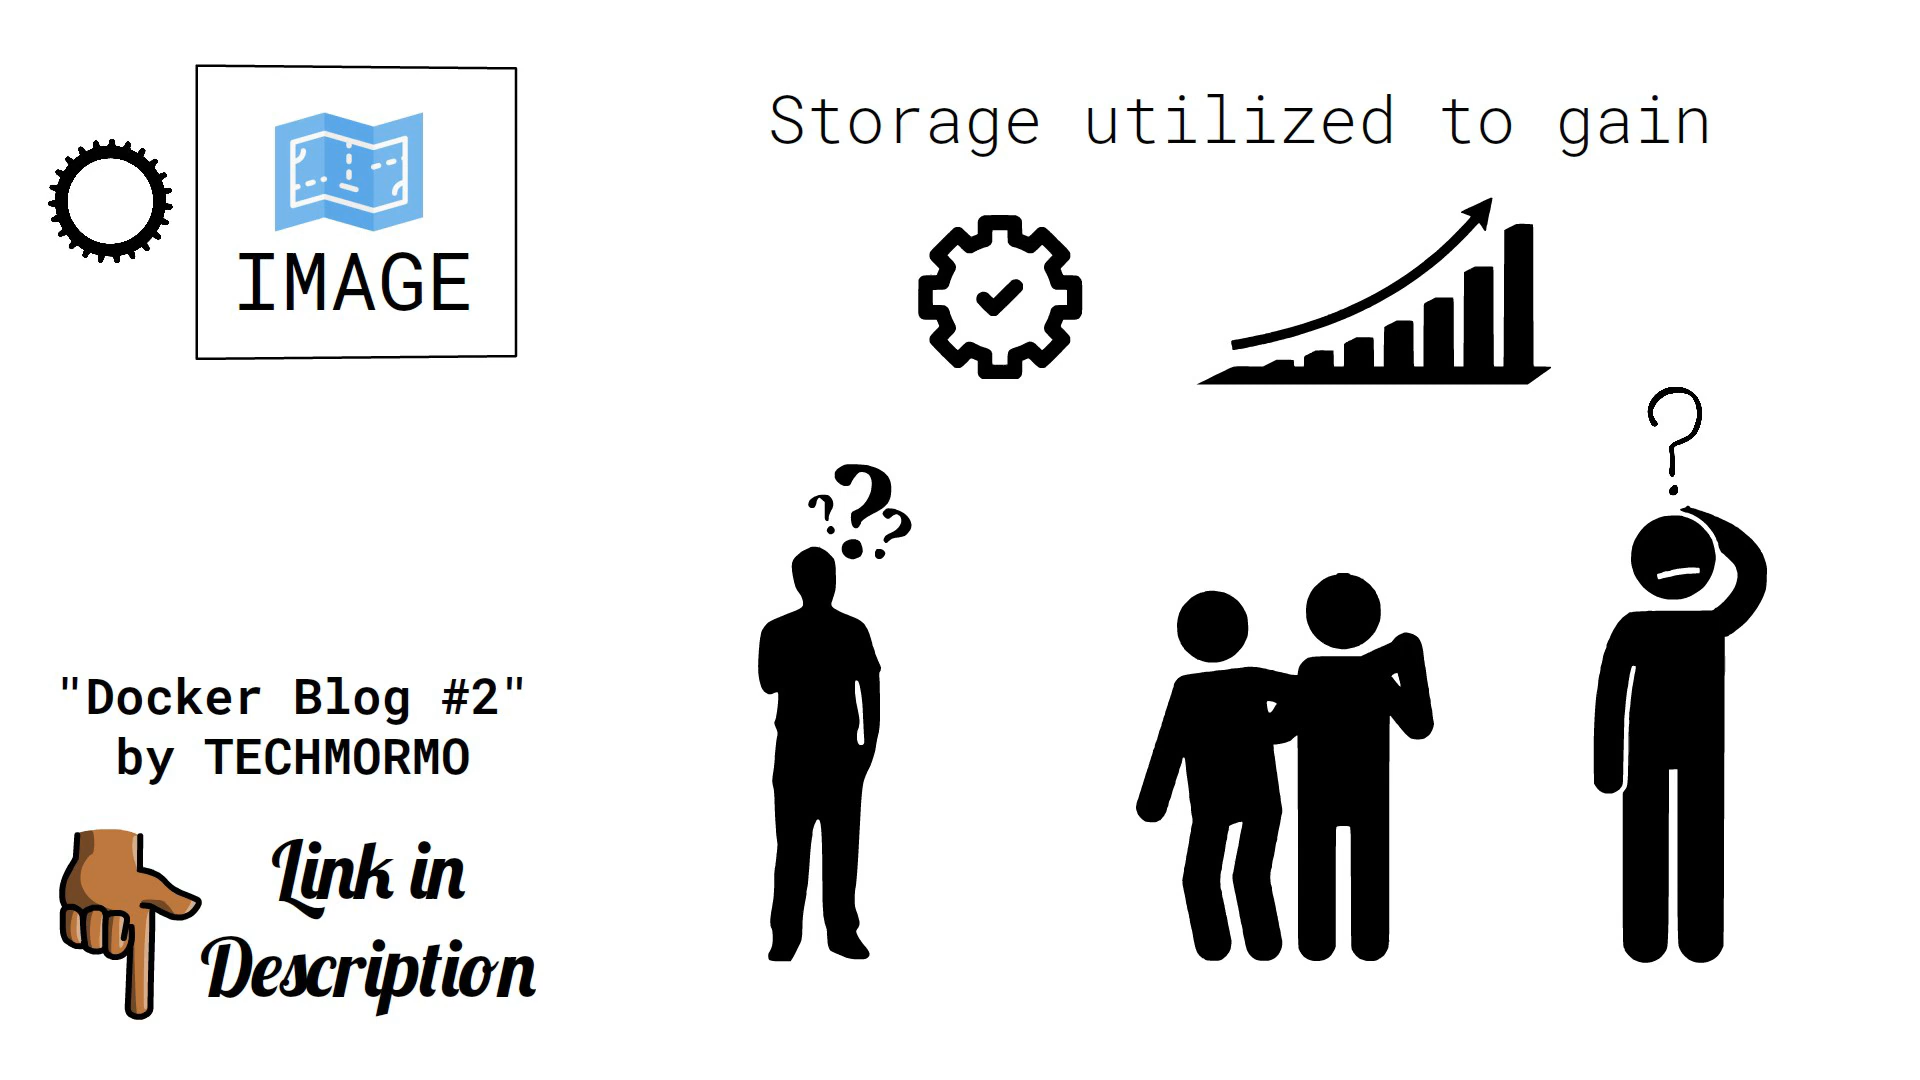 Storage utilized to gain
IMAGE
? ? ?
?
"Docker Blog #2"
by TECHMORMO
Link in
Description